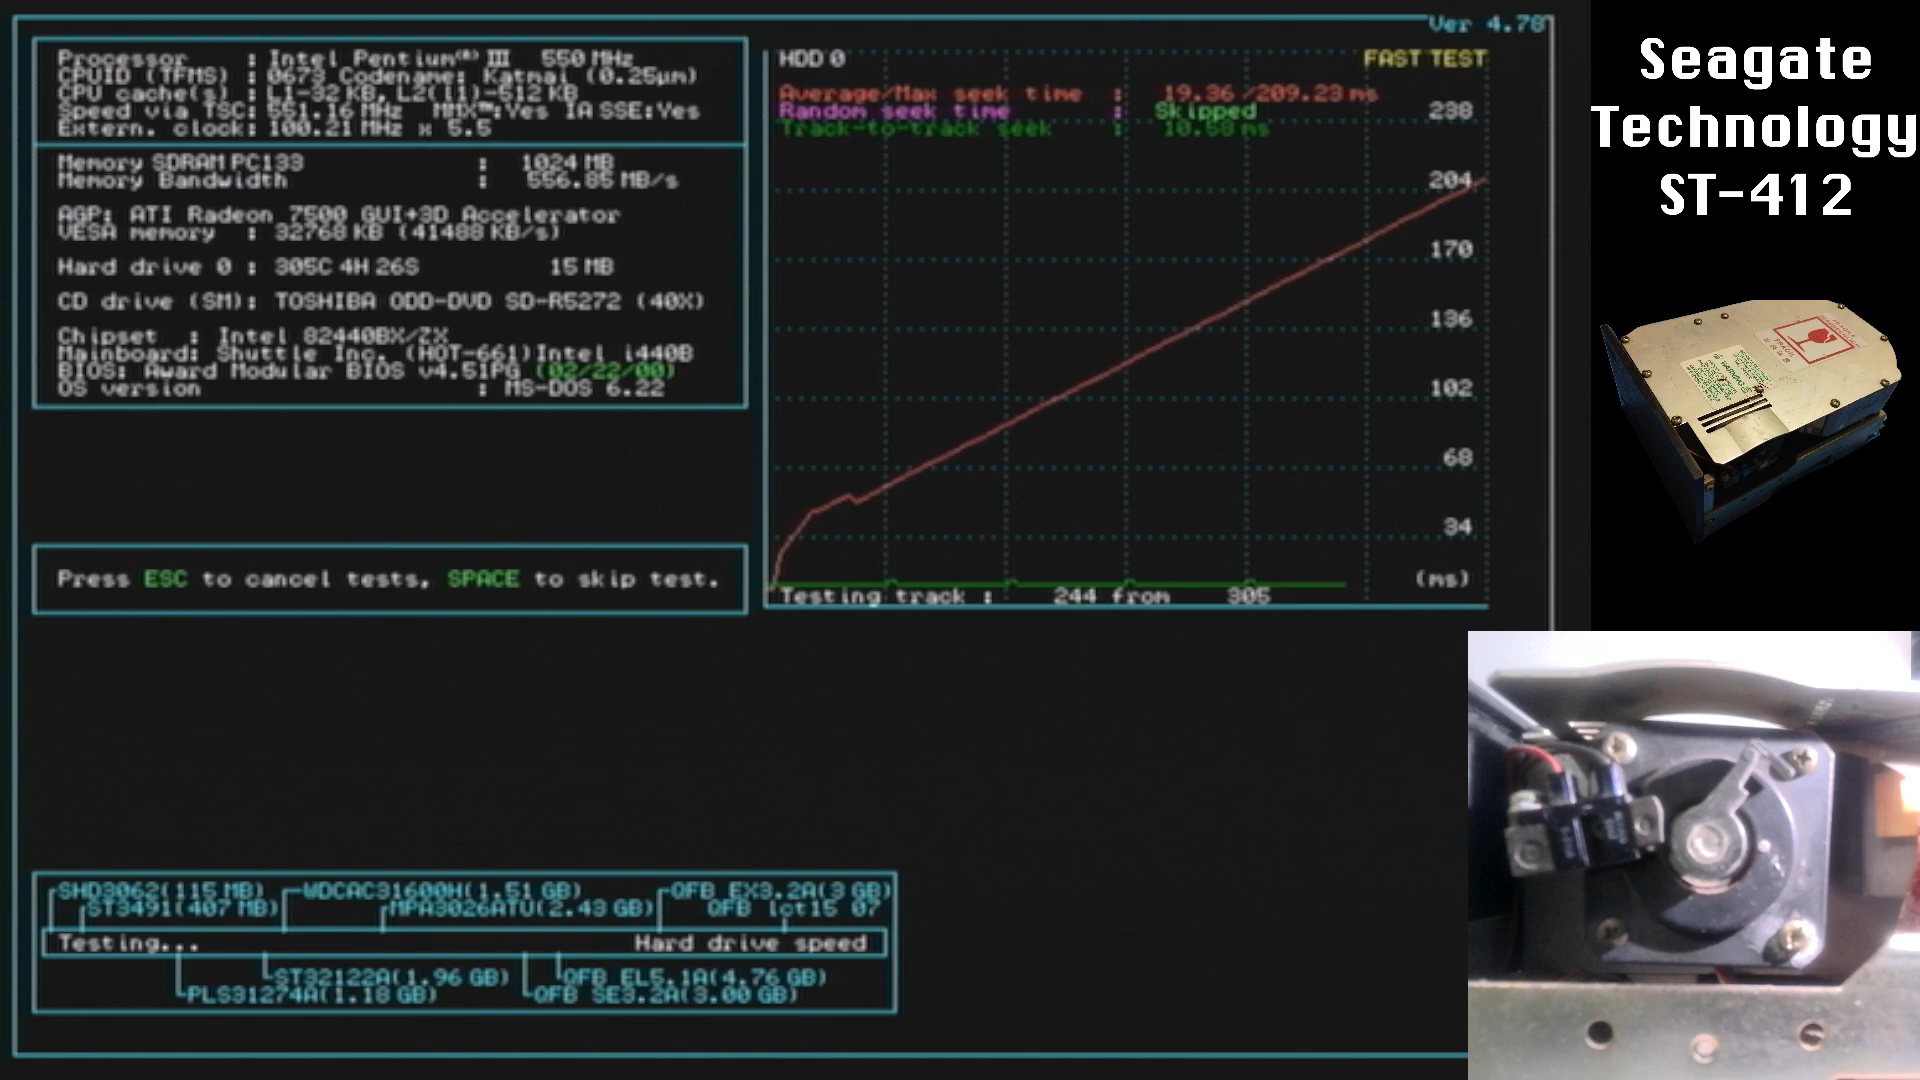 Ver 4.78
Processor : Intel Pentium(R) III 550 MHz
CPUID (TFMS) : 0673 Codename: Katmai (0.25µm)
CPU cache(s) : L1-32 KB, L2(i1)-512 KB
Speed via TSC: 551.16 MHz MMX™:Yes IA SSE:Yes
Extern. clock: 100.21 MHz x 5.5
Memory SDRAM PC133 : 1024 MB
Memory Bandwidth : 556.85 MB/s
AGP: ATI Radeon 7500 GUI+3D Accelerator
VESA memory : 32768 KB (41488 KB/s)
Hard drive 0 : 305C 4H 26S 15 MB
CD drive (SM): TOSHIBA ODD-DVD SD-R5272 (40X)
Chipset : Intel 82440BX/ZX
Mainboard: Shuttle Inc. (HOT-661)Intel i440B
BIOS: Award Modular BIOS v4.51PG (02/22/00)
OS version : MS-DOS 6.22
Press ESC to cancel tests, SPACE to skip test.
HDD 0 FAST TEST
Average/Max seek time : 19.36 /209.23 ms
Random seek time : Skipped
Track-to-track seek : 10.58 ms
238
204
170
136
102
68
34
(ms)
Testing track : 244 from 305
SHD3062(115 MB) WDCAC31600H(1.51 GB) OFB EX3.2A(3 GB)
ST3491(407 MB) MPA3026ATU(2.43 GB) OFB lct15 07
Testing... Hard drive speed
ST32122A(1.96 GB) OFB EL5.1A(4.76 GB)
PLS31274A(1.18 GB) OFB SE3.2A(3.00 GB)
Seagate
Technology
ST-412